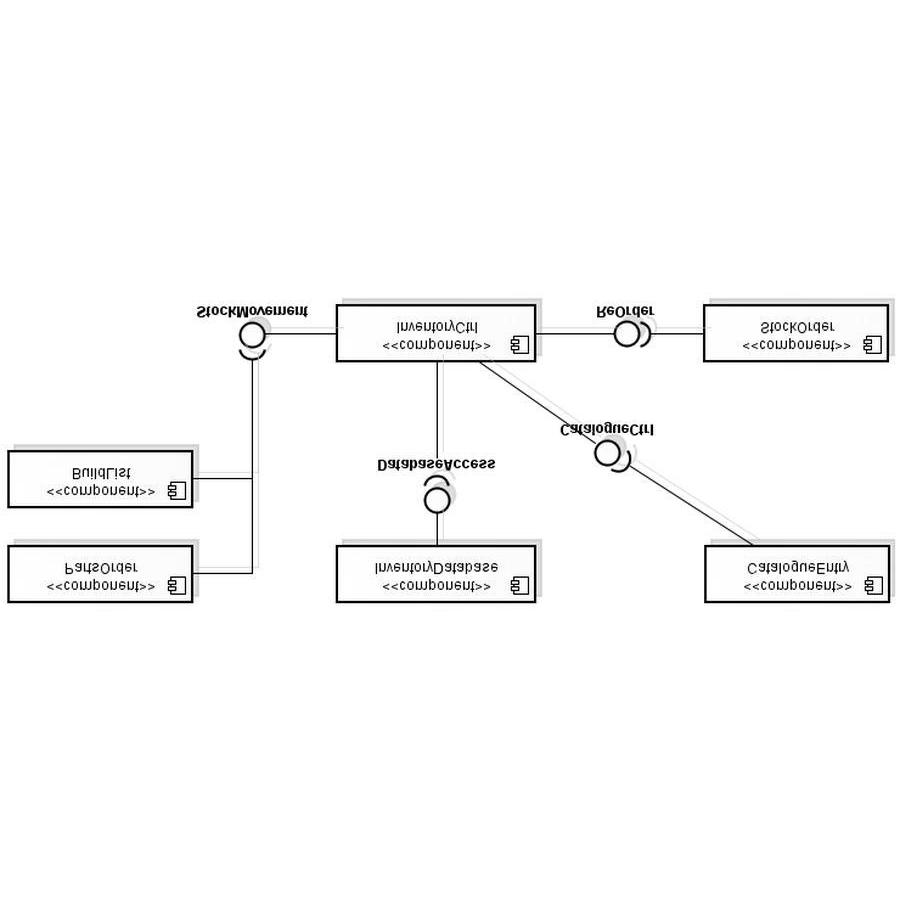 StockMovement
InventoryCtrl
<<component>>
ReOrder
StockOrder
<<component>>
CatalogueCtrl
DatabaseAccess
BuildList
<<component>>
PartsOrder
<<component>>
InventoryDatabase
<<component>>
CatalogueEntry
<<component>>